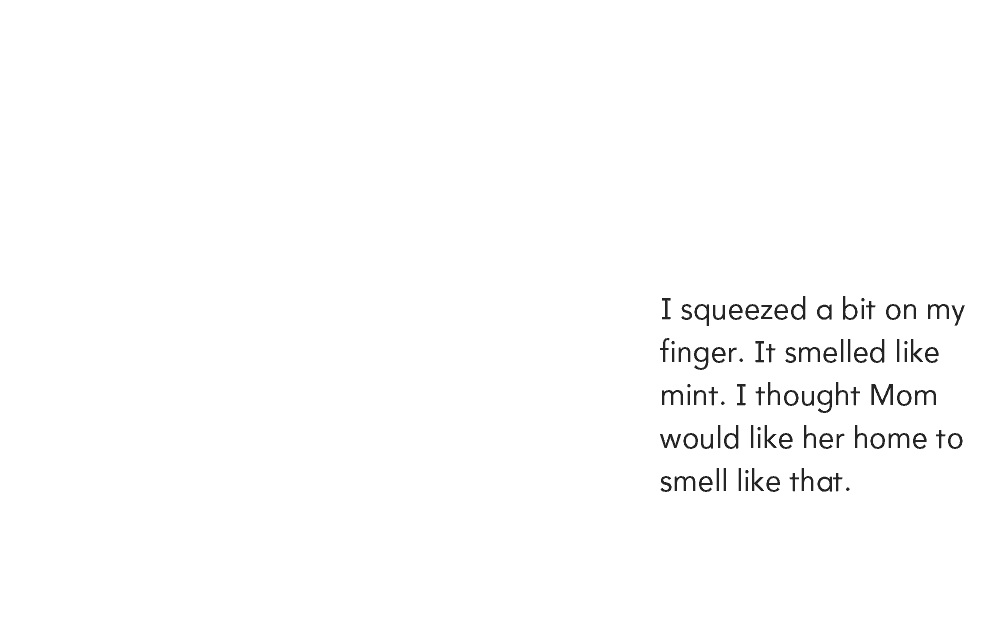 I squeezed a bit on my
finger. It smelled like
mint. I thought Mom
would like her home to
smell like that.